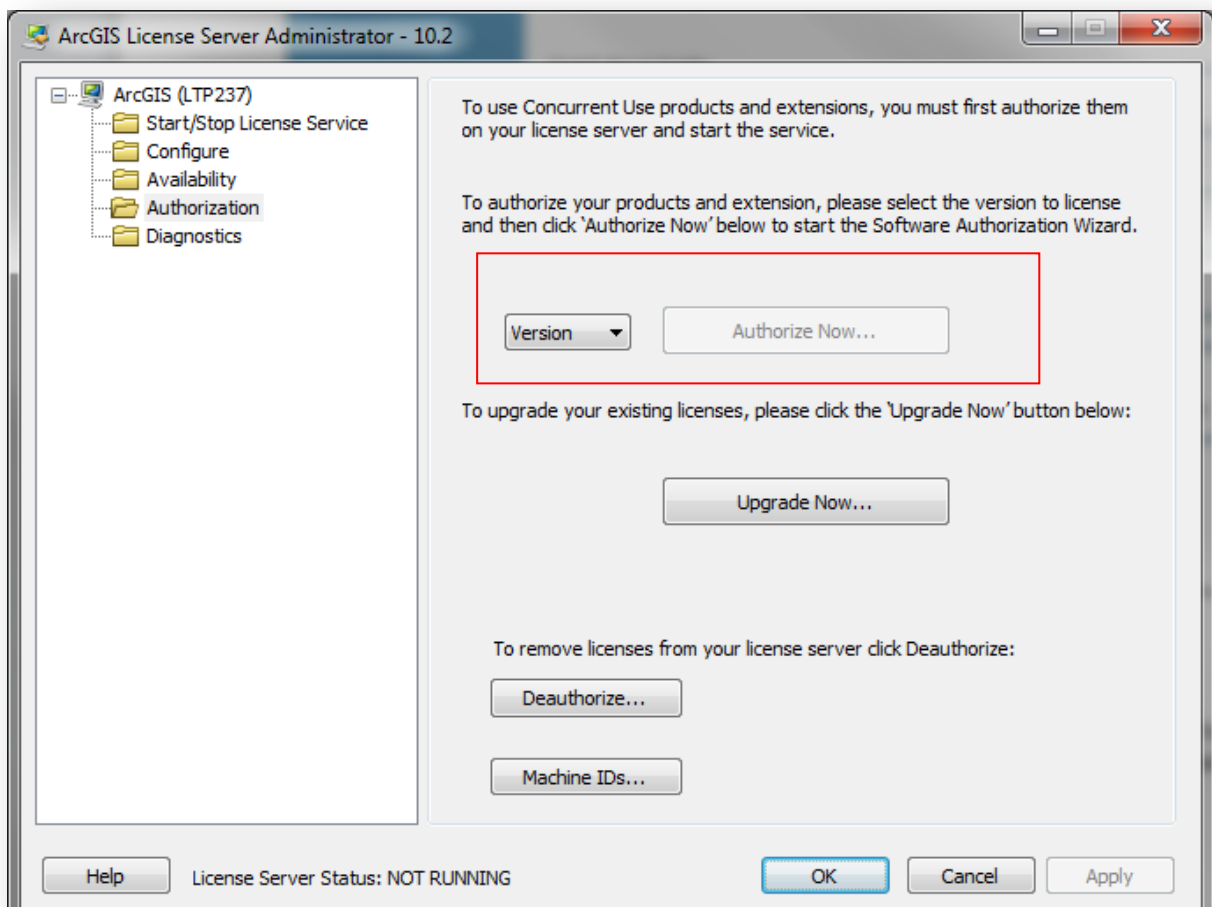 ArcGIS License Server Administrator - 10.2
ArcGIS (LTP237)
Start/Stop License Service
Configure
Availability
Authorization
Diagnostics
To use Concurrent Use products and extensions, you must first authorize them
on your license server and start the service.
To authorize your products and extension, please select the version to license
and then click 'Authorize Now' below to start the Software Authorization Wizard.
Version
Authorize Now...
To upgrade your existing licenses, please click the 'Upgrade Now' button below:
Upgrade Now...
To remove licenses from your license server click Deauthorize:
Deauthorize...
Machine IDs...
Help
License Server Status: NOT RUNNING
OK
Cancel
Apply